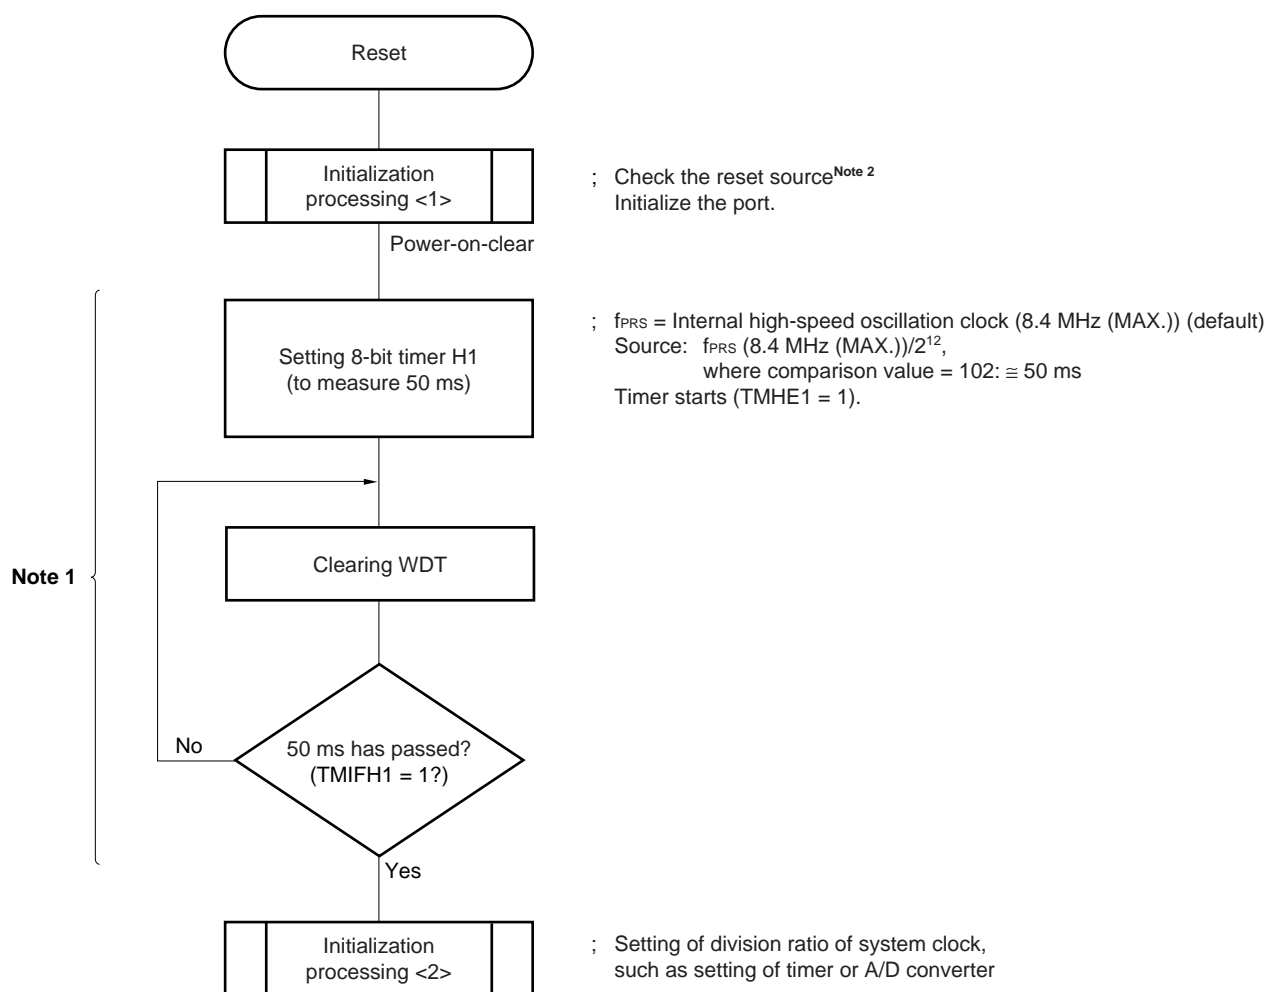 Reset
Initialization
processing <1>
; Check the reset sourceNote 2
Initialize the port.
Power-on-clear
Setting 8-bit timer H1
(to measure 50 ms)
; fPRS = Internal high-speed oscillation clock (8.4 MHz (MAX.)) (default)
Source: fPRS (8.4 MHz (MAX.))/2¹²,
where comparison value = 102: ≅ 50 ms
Timer starts (TMHE1 = 1).
Clearing WDT
Note 1
No
50 ms has passed?
(TMIFH1 = 1?)
Yes
Initialization
processing <2>
; Setting of division ratio of system clock,
such as setting of timer or A/D converter